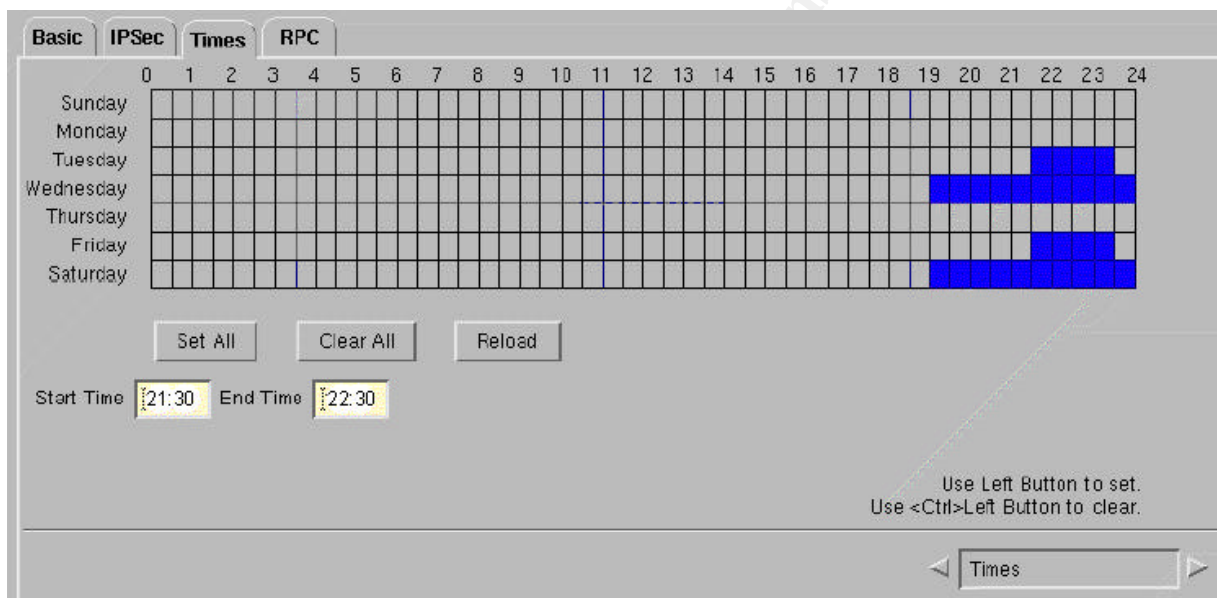 Basic IPSec Times RPC
0 1 2 3 4 5 6 7 8 9 10 11 12 13 14 15 16 17 18 19 20 21 22 23 24
Sunday
Monday
Tuesday
Wednesday
Thursday
Friday
Saturday
Set All Clear All Reload
Start Time 21:30 End Time 22:30
Use Left Button to set.
Use <Ctrl>Left Button to clear.
Times